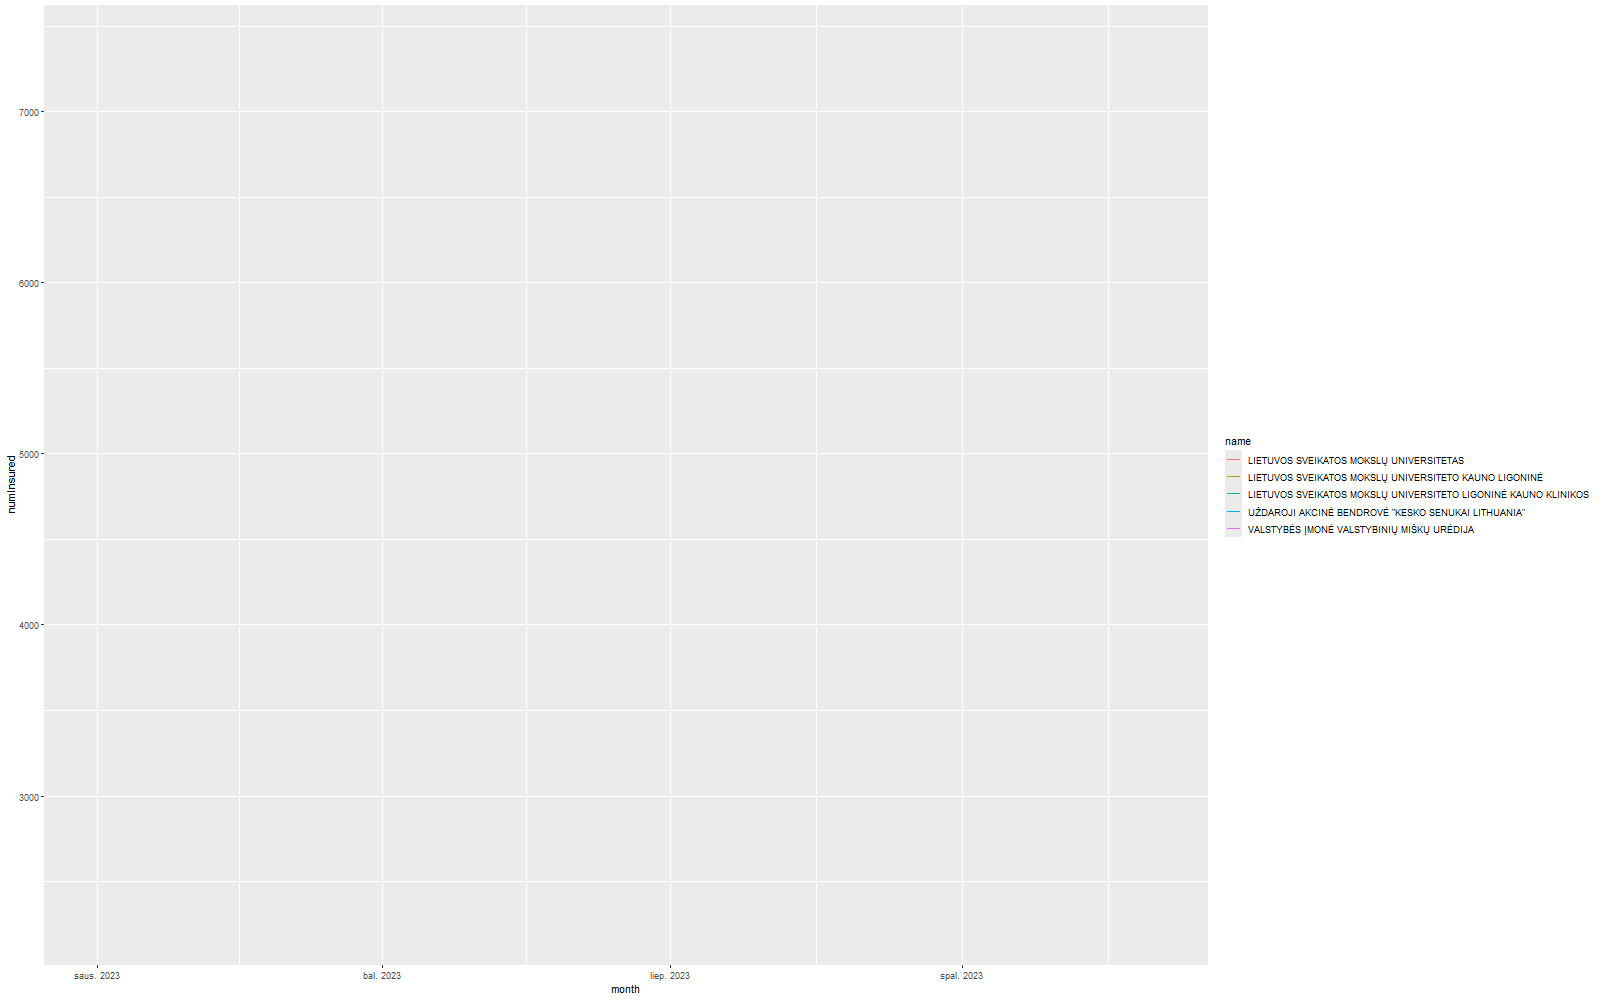 numInsured
7000
6000
5000
4000
3000
saus. 2023
bal. 2023
liep. 2023
spal. 2023
month
name
LIETUVOS SVEIKATOS MOKSLŲ UNIVERSITETAS
LIETUVOS SVEIKATOS MOKSLŲ UNIVERSITETO KAUNO LIGONINĖ
LIETUVOS SVEIKATOS MOKSLŲ UNIVERSITETO LIGONINĖ KAUNO KLINIKOS
UŽDAROJI AKCINĖ BENDROVĖ "KESKO SENUKAI LITHUANIA"
VALSTYBĖS ĮMONĖ VALSTYBINIŲ MIŠKŲ URĖDIJA